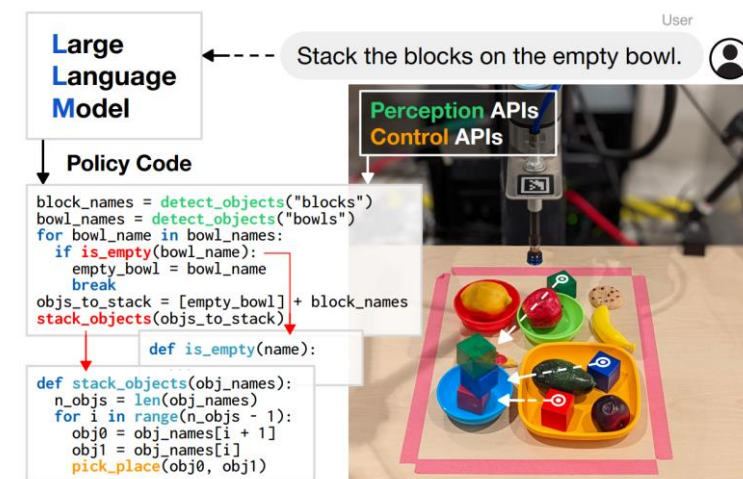 User
Stack the blocks on the empty bowl.
Large
Language
Model
Perception APIs
Control APIs
Policy Code
block_names = detect_objects("blocks")
bowl_names = detect_objects("bowls")
for bowl_name in bowl_names:
  if is_empty(bowl_name):
    empty_bowl = bowl_name
    break
objs_to_stack = [empty_bowl] + block_names
stack_objects(objs_to_stack)
def is_empty(name):
def stack_objects(obj_names):
  n_objs = len(obj_names)
  for i in range(n_objs - 1):
    obj0 = obj_names[i + 1]
    obj1 = obj_names[i]
    pick_place(obj0, obj1)